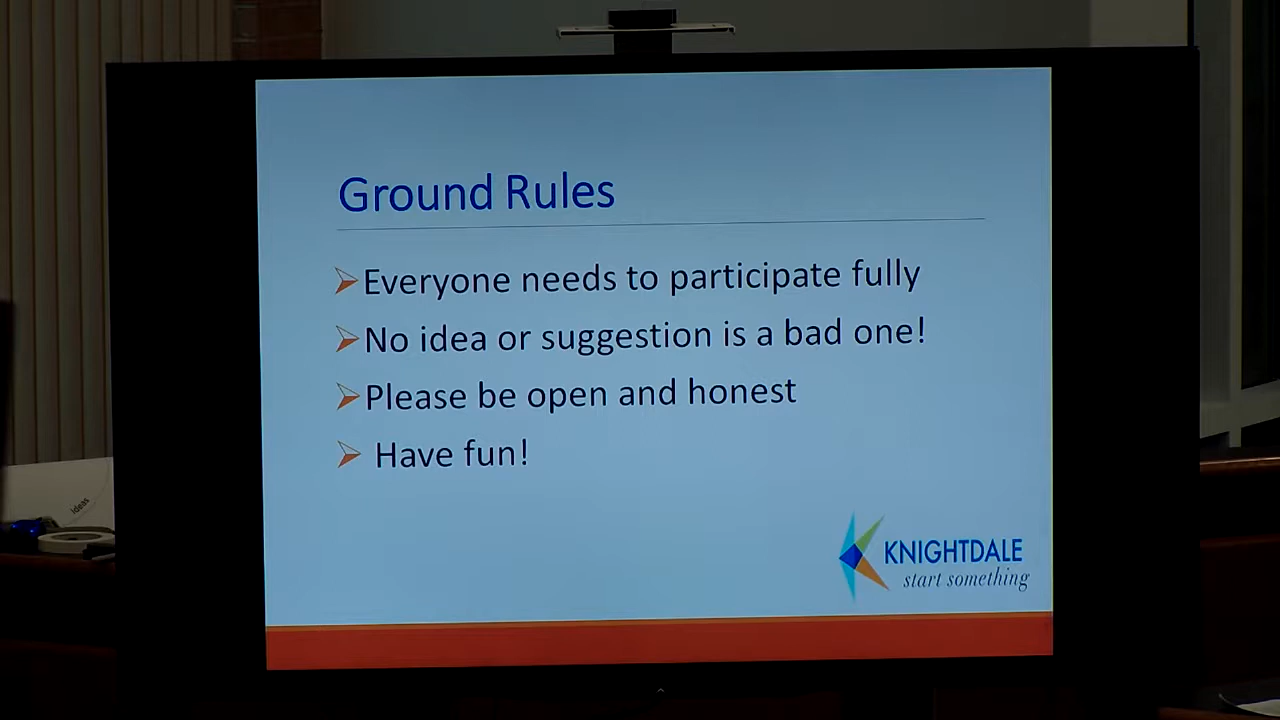 Ground Rules
Everyone needs to participate fully
No idea or suggestion is a bad one!
Please be open and honest
Have fun!
KNIGHTDALE
start something
Ideas